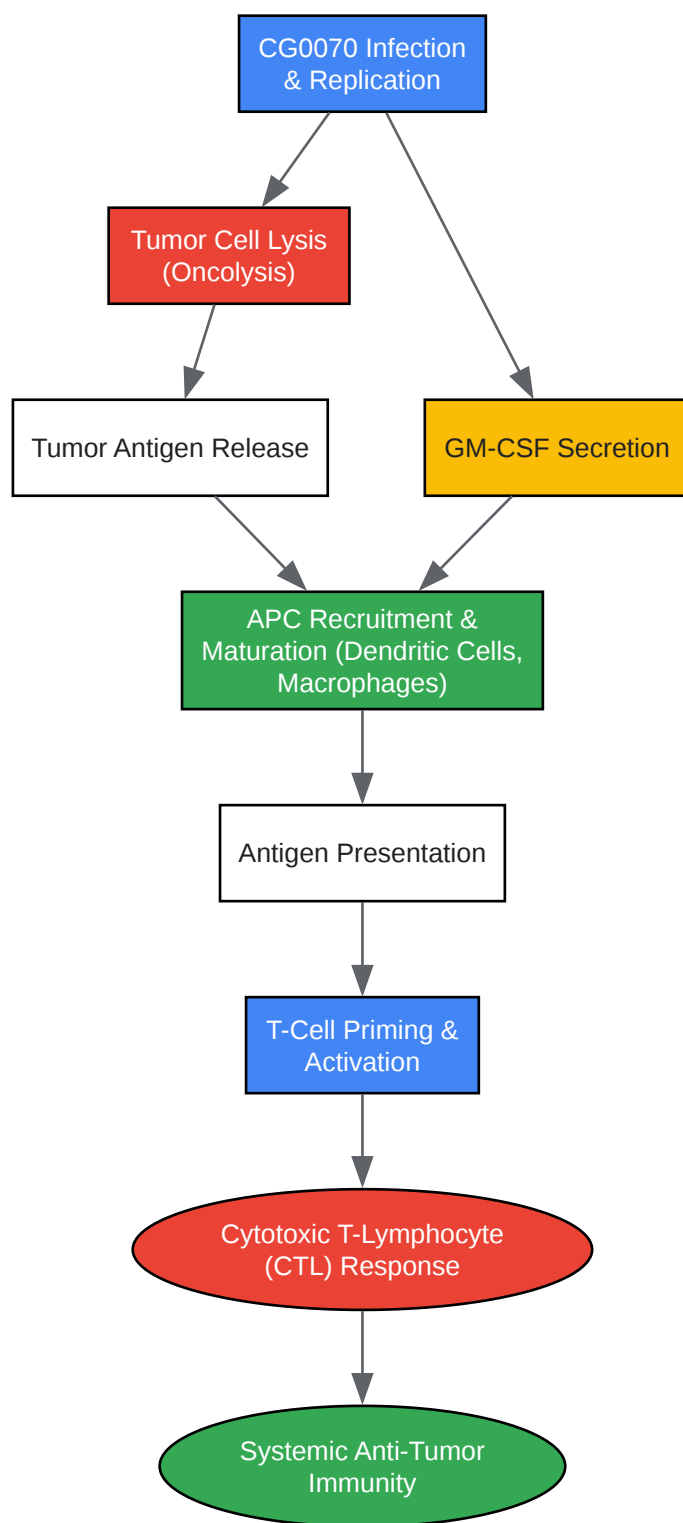 CG0070 Infection
& Replication
Tumor Cell Lysis
(Oncolysis)
Tumor Antigen Release
GM-CSF Secretion
APC Recruitment &
Maturation (Dendritic Cells,
Macrophages)
Antigen Presentation
T-Cell Priming &
Activation
Cytotoxic T-Lymphocyte
(CTL) Response
Systemic Anti-Tumor
Immunity